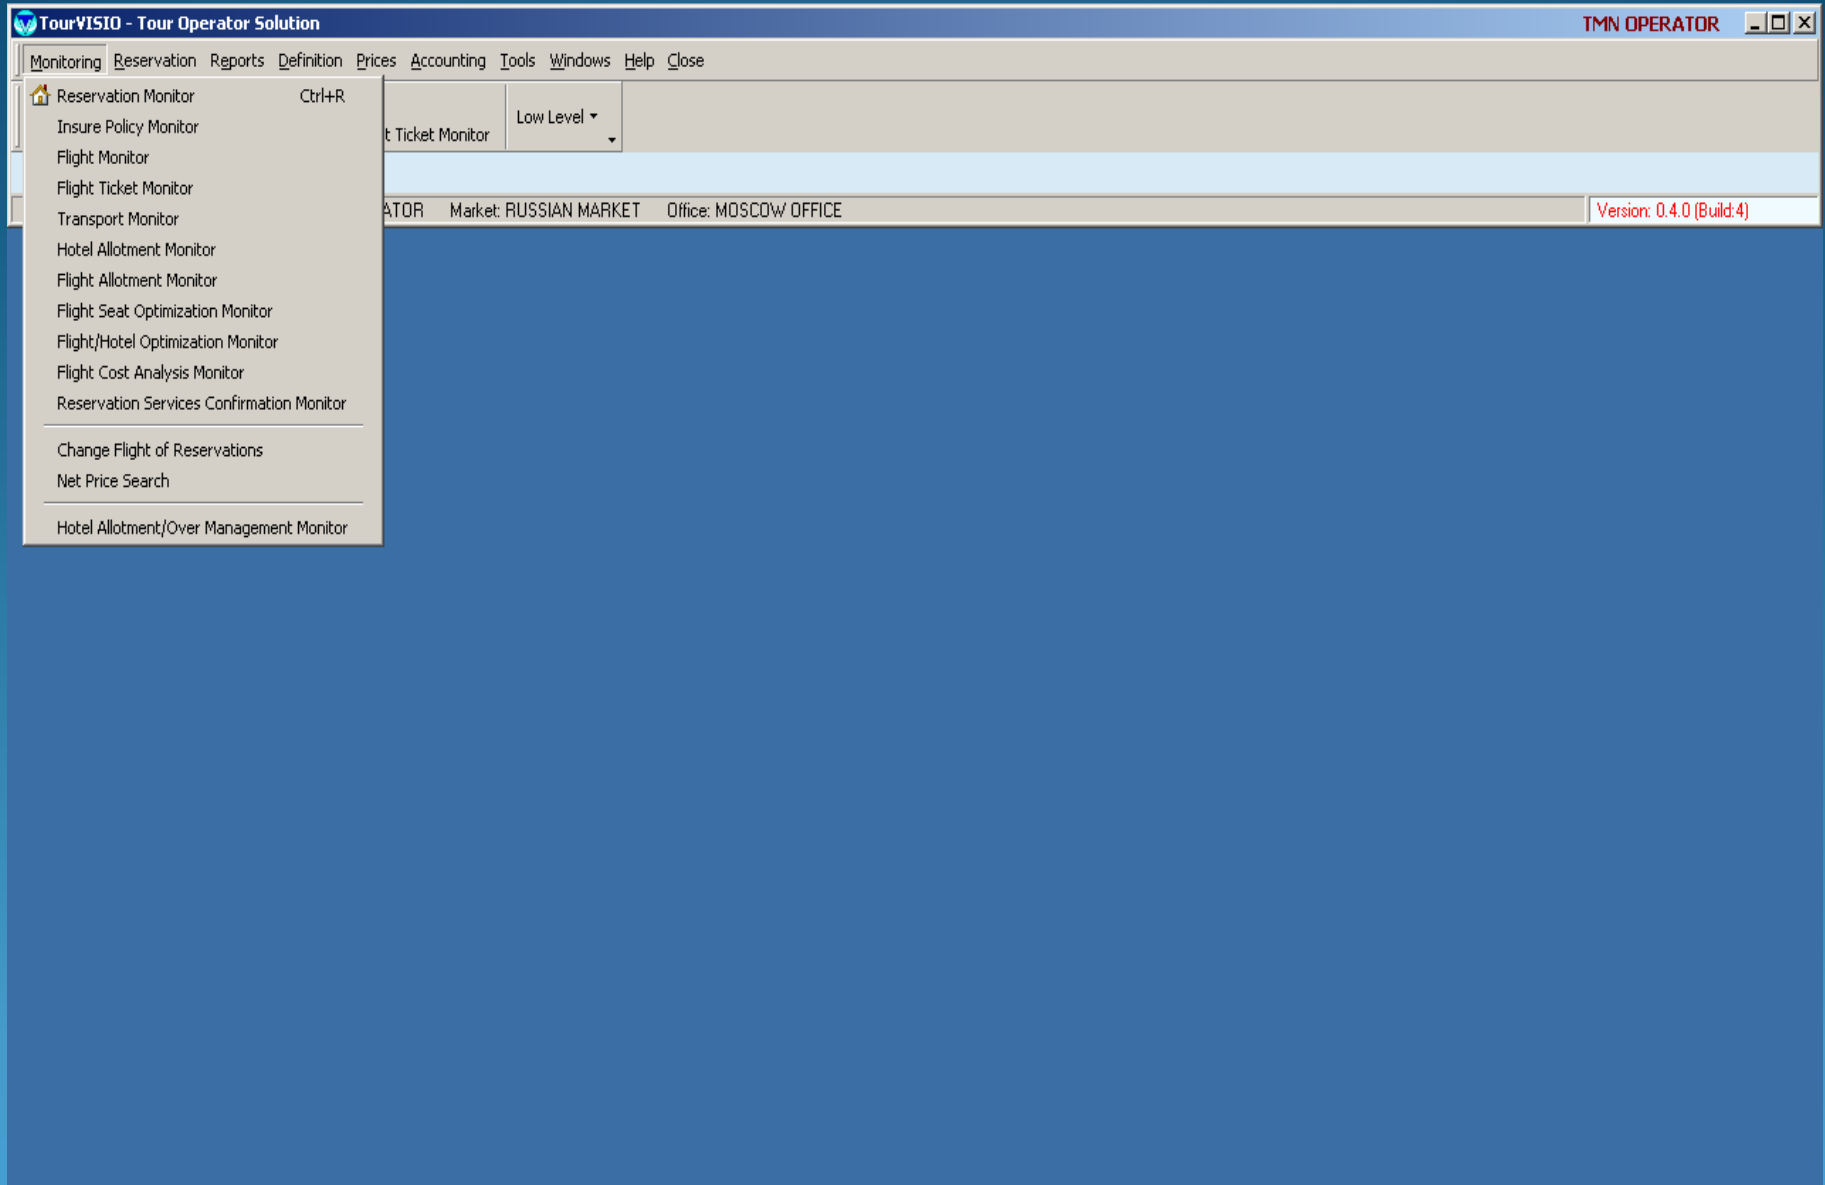 TourVISIO - Tour Operator Solution TMN OPERATOR
Monitoring Reservation Reports Definition Prices Accounting Tools Windows Help Close
Reservation Monitor Ctrl+R
Insure Policy Monitor
Flight Monitor
Flight Ticket Monitor
Transport Monitor
Hotel Allotment Monitor
Flight Allotment Monitor
Flight Seat Optimization Monitor
Flight/Hotel Optimization Monitor
Flight Cost Analysis Monitor
Reservation Services Confirmation Monitor
Change Flight of Reservations
Net Price Search
Hotel Allotment/Over Management Monitor
t Ticket Monitor
Low Level
ATOR Market: RUSSIAN MARKET Office: MOSCOW OFFICE
Version: 0.4.0 (Build:4)